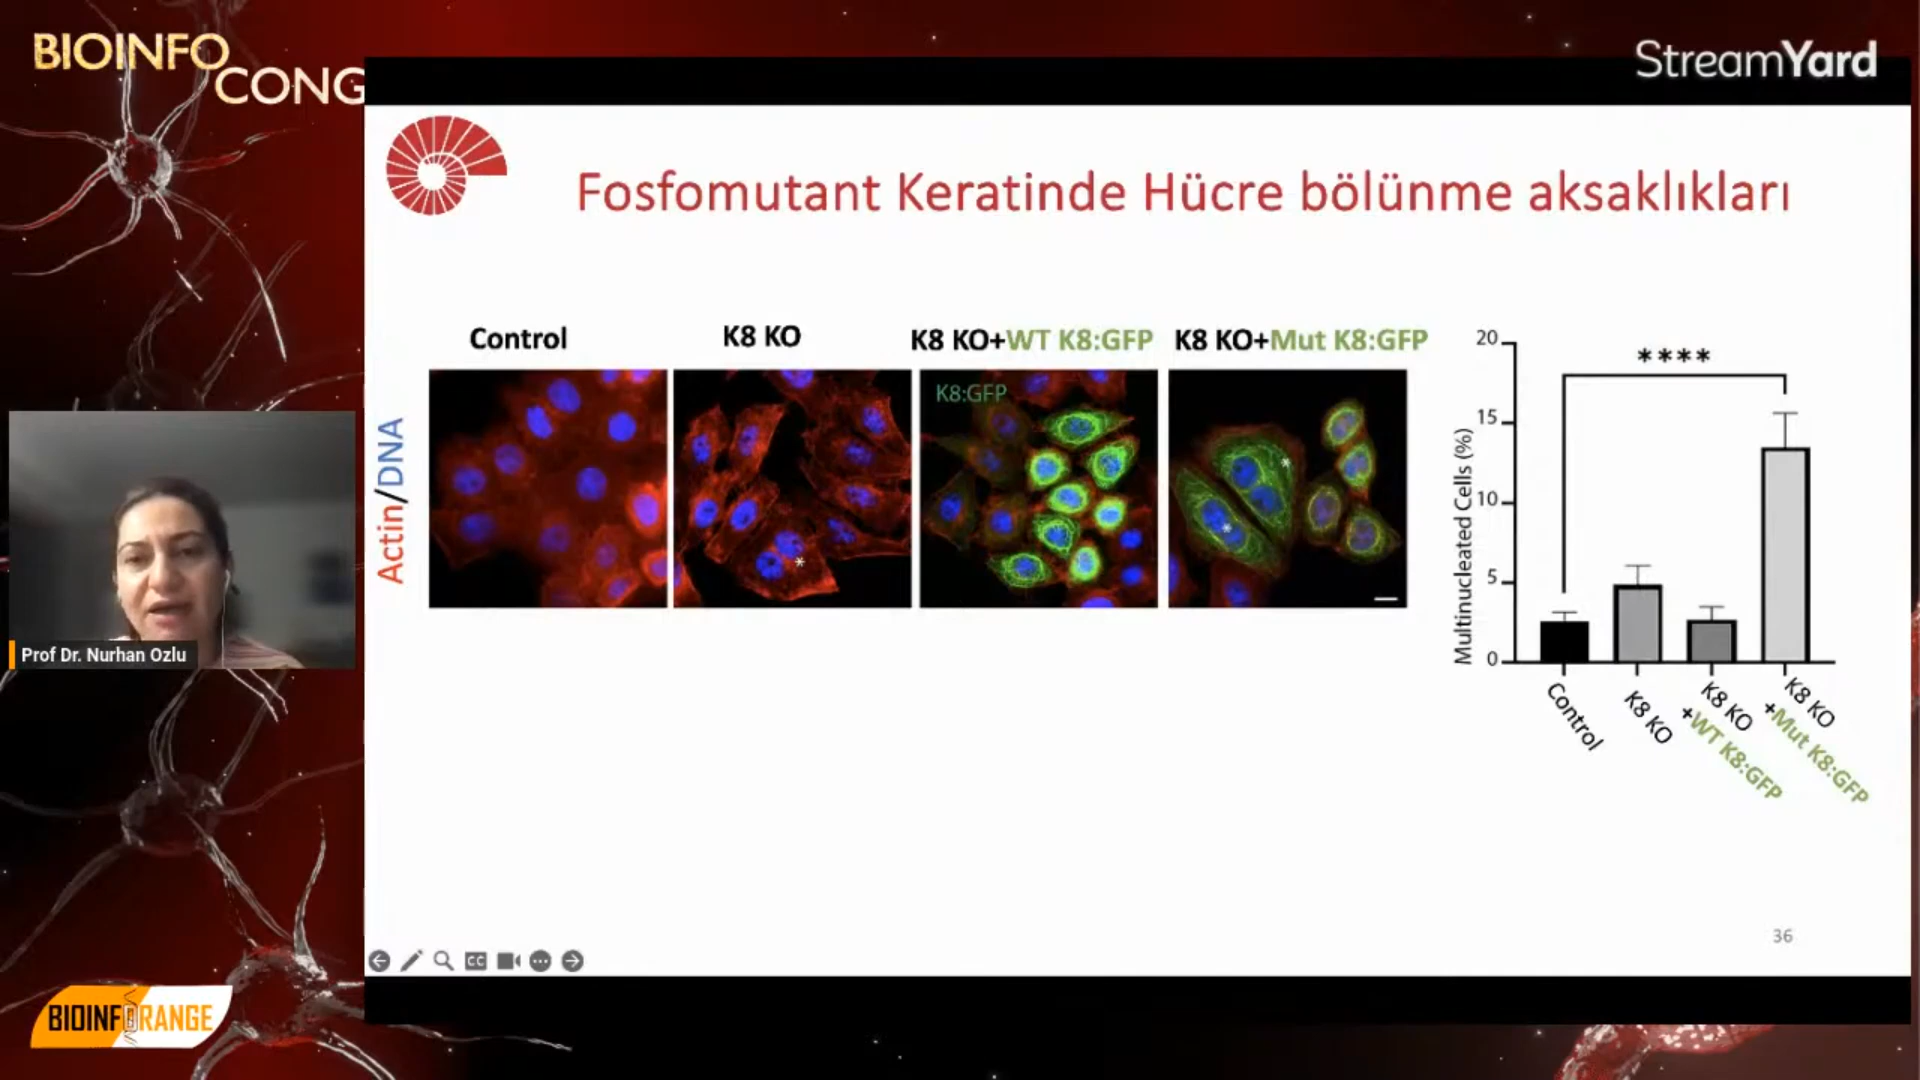 BIOINFO
CONG
StreamYard
Fosfomutant Keratinde Hücre bölünme aksaklıkları
Control
K8 KO
K8 KO+WT K8:GFP
K8 KO+Mut K8:GFP
Actin/DNA
K8:GFP
*
*
*
Multinucleated Cells (%)
20
15
10
5
0
****
Control
K8 KO
K8 KO
+WT K8:GFP
K8 KO
+Mut K8:GFP
Prof Dr. Nurhan Ozlu
36
CC
BIOINFORANGE